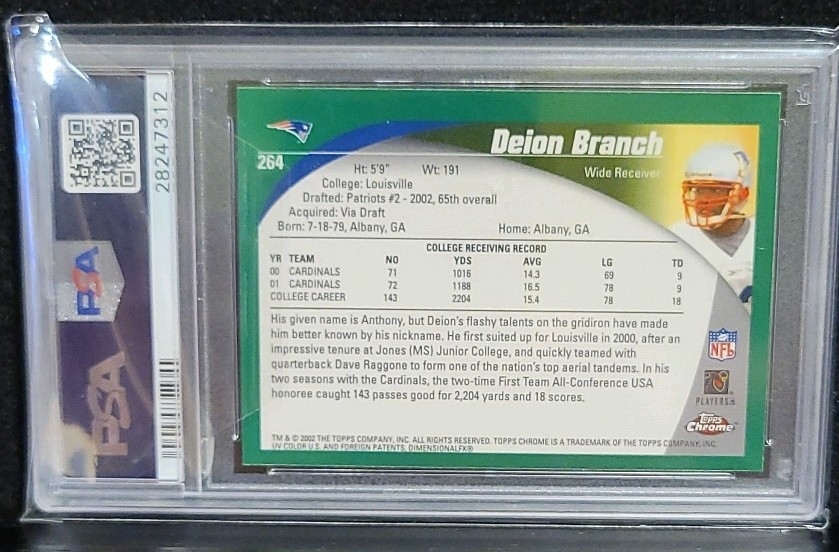 28247312
PSA
PSA
264
Deion Branch
Wide Receiver
Ht: 5'9" Wt: 191
College: Louisville
Drafted: Patriots #2 - 2002, 65th overall
Acquired: Via Draft
Born: 7-18-79, Albany, GA Home: Albany, GA
COLLEGE RECEIVING RECORD
YR TEAM NO YDS AVG LG TD
00 CARDINALS 71 1016 14.3 69 9
01 CARDINALS 72 1188 16.5 78 9
COLLEGE CAREER 143 2204 15.4 78 18
His given name is Anthony, but Deion's flashy talents on the gridiron have made
him better known by his nickname. He first suited up for Louisville in 2000, after an
impressive tenure at Jones (MS) Junior College, and quickly teamed with
quarterback Dave Raggone to form one of the nation's top aerial tandems. In his
two seasons with the Cardinals, the two-time First Team All-Conference USA
honoree caught 143 passes good for 2,204 yards and 18 scores.
NFL
PLAYERS
Topps
Chrome
TM & © 2002 THE TOPPS COMPANY, INC. ALL RIGHTS RESERVED. TOPPS CHROME IS A TRADEMARK OF THE TOPPS COMPANY, INC.
UV COLOR U.S. AND FOREIGN PATENTS, DIMENSIONALFX®